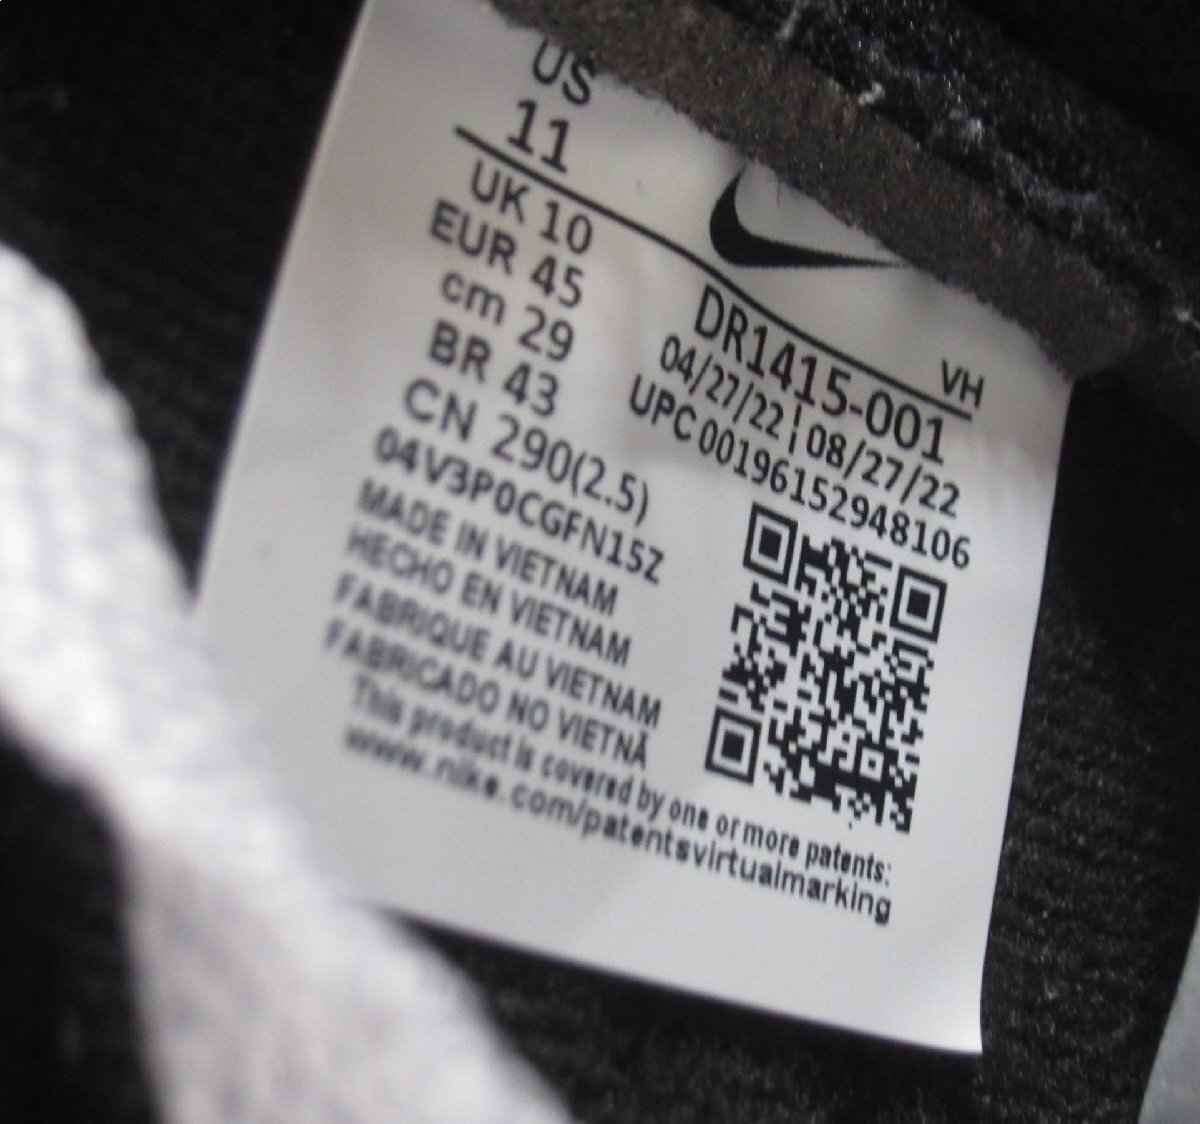 US
11
UK 10
EUR 45
cm 29
BR 43
CN 290(2.5)
04V3P0CGFN15Z
VH
DR1415-001
04/27/22 ¦ 08/27/22
UPC 00196152948106
MADE IN VIETNAM
HECHO EN VIETNAM
FABRIQUE AU VIETNAM
FABRICADO NO VIETNÃ
This product is covered by one or more patents:
www.nike.com/patentsvirtualmarking